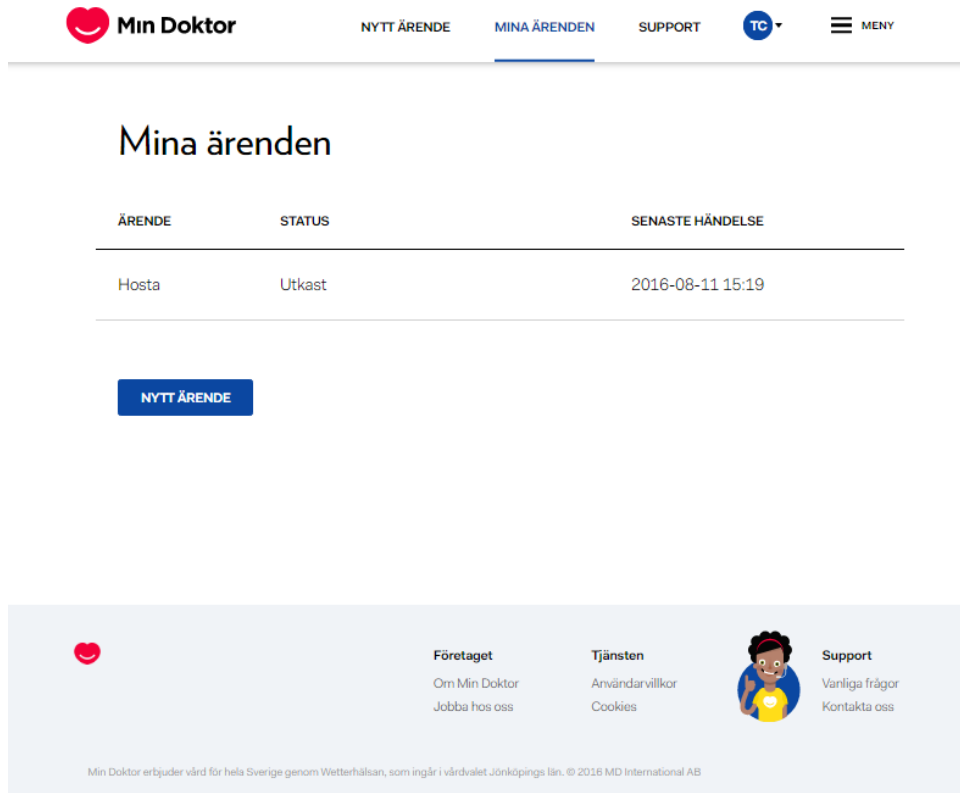 Min Doktor NYTT ÄRENDE MINA ÄRENDEN SUPPORT TC MENY
Mina ärenden
ÄRENDE STATUS SENASTE HÄNDELSE
Hosta Utkast 2016-08-11 15:19
NYTT ÄRENDE
Företaget Tjänsten Support
Om Min Doktor Användarvillkor Vanliga frågor
Jobba hos oss Cookies Kontakta oss
Min Doktor erbjuder vård för hela Sverige genom Wetterhälsan, som ingår i vårdvalet Jönköpings län. © 2016 MD International AB